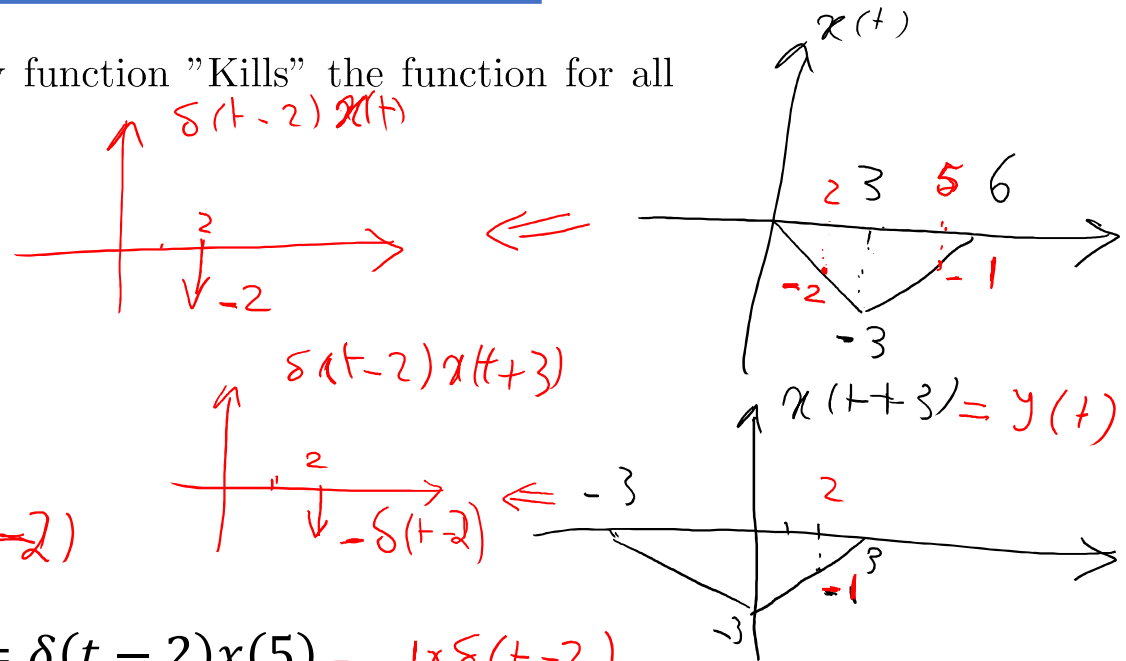 x(t)
function "Kills" the function for all
δ(t-2) x(t)
2 3 5 6
2
-2
-2
-1
-3
δ(t-2) x(t+3)
x(t+3) = y(t)
2
-3
2
-δ(t-2)
-2)
3
-1
-3
= δ(t − 2)x(5)
1xδ(t-2)